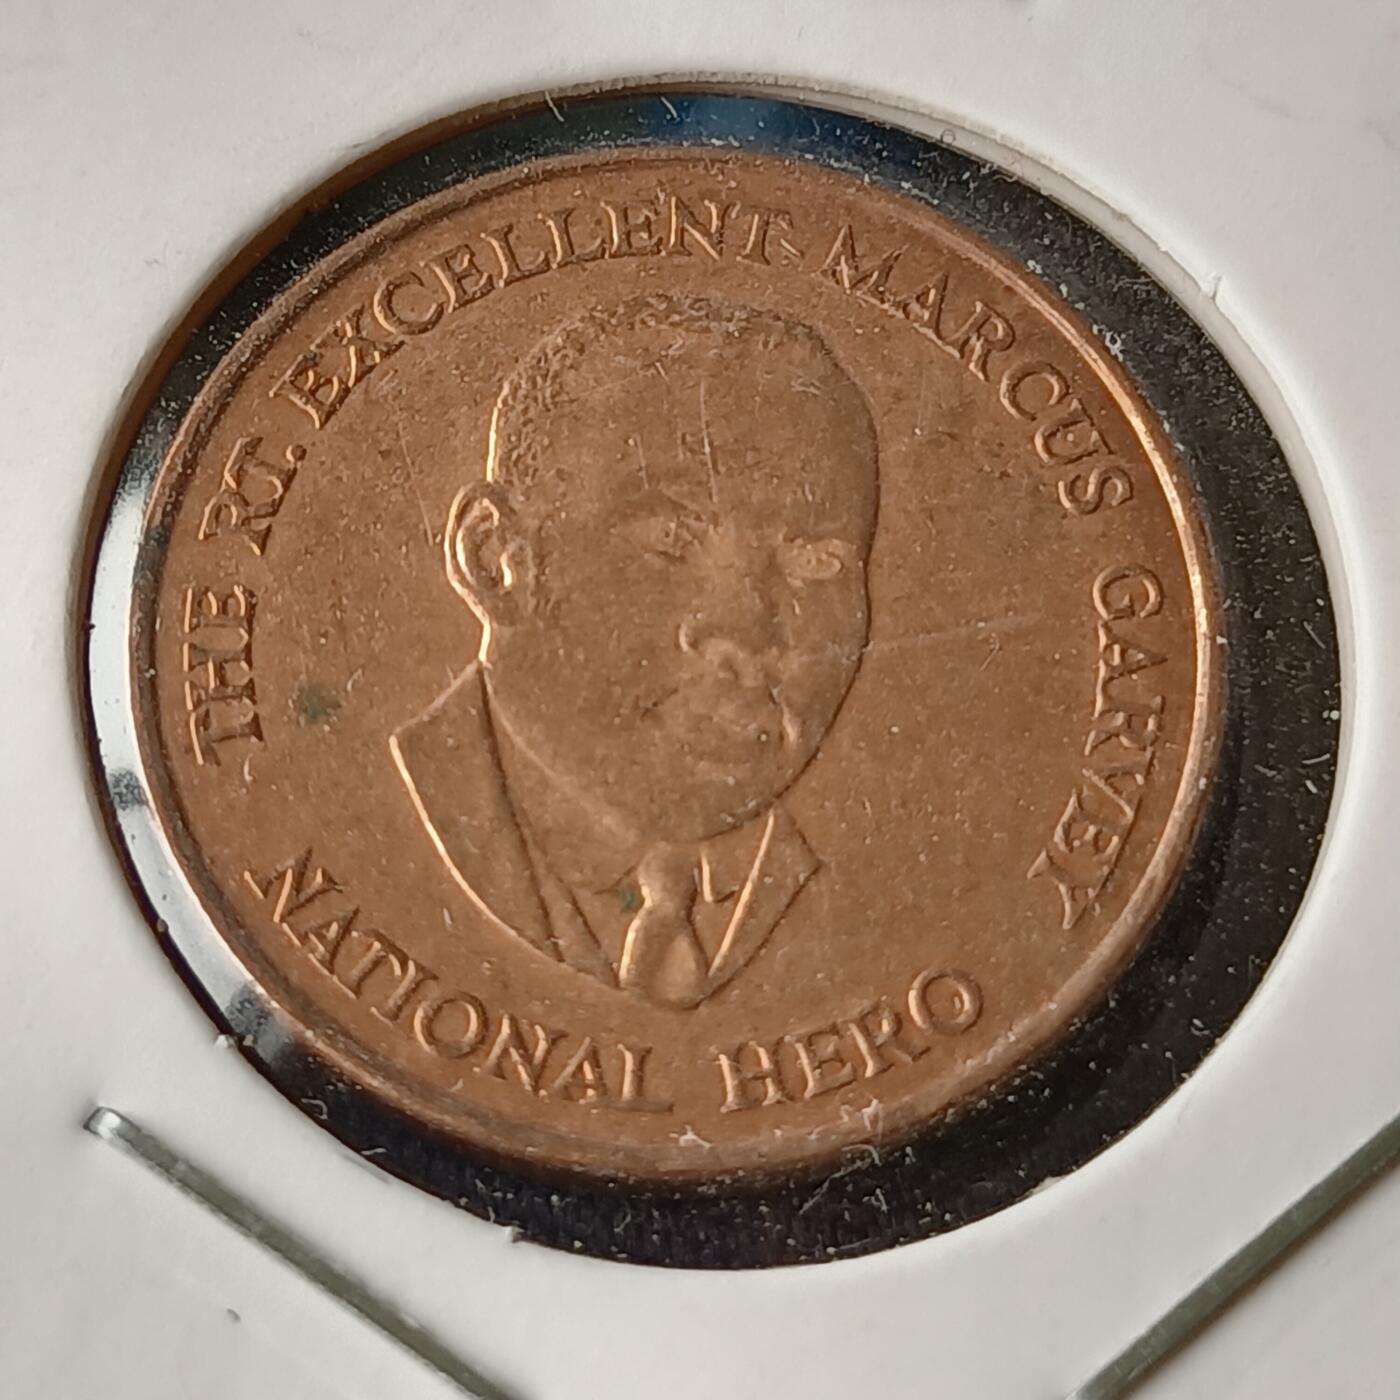 THE RT. EXCELLENT MARCUS GARVEY
NATIONAL HERO